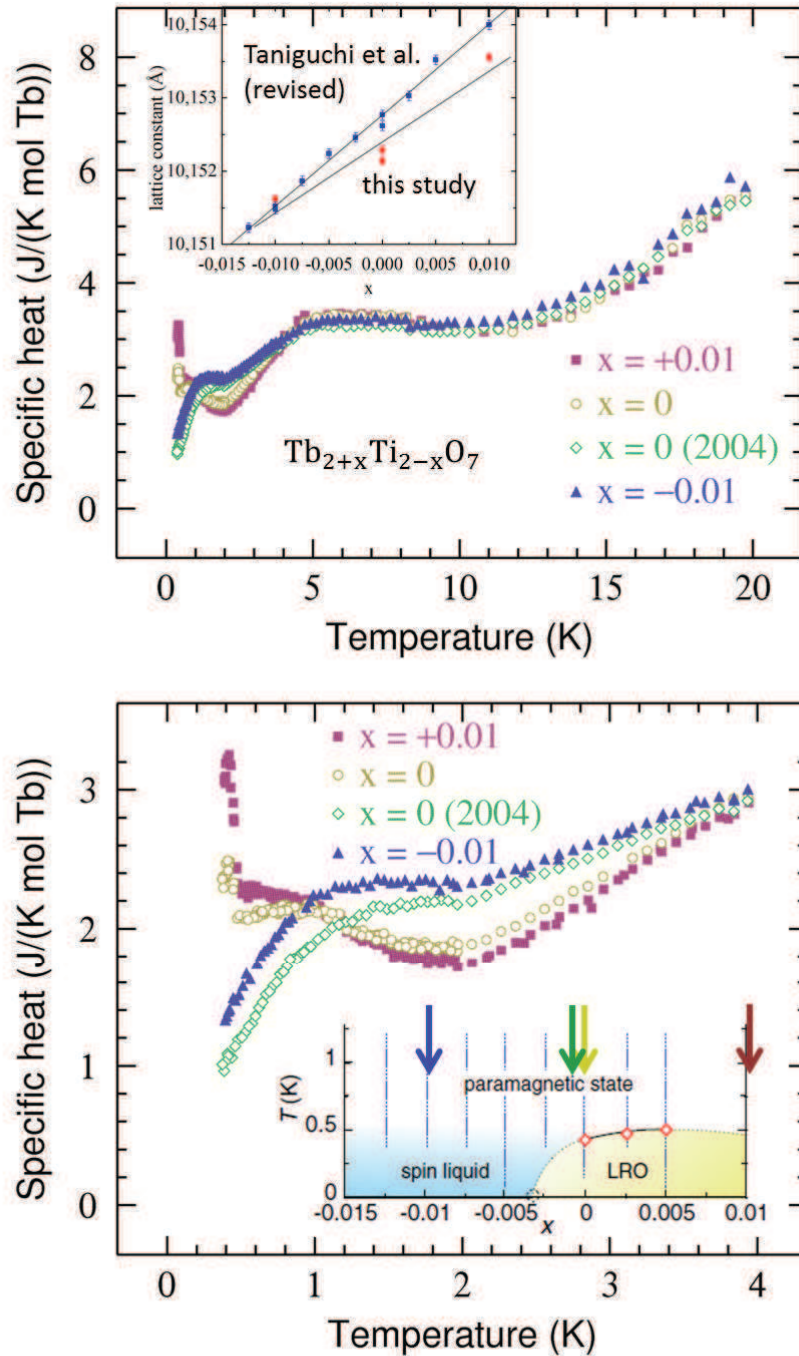 Specific heat (J/(K mol Tb))
8
6
4
2
0
lattice constant (Å)
10,154
10,153
10,152
10,151
Taniguchi et al.
(revised)
this study
-0,015 -0,010 -0,005 0,000 0,005 0,010
x
x = +0.01
x = 0
x = 0 (2004)
x = −0.01
Tb2+xTi2−xO7
0 5 10 15 20
Temperature (K)
Specific heat (J/(K mol Tb))
3
2
1
0
x = +0.01
x = 0
x = 0 (2004)
x = −0.01
T (K)
1
0.5
0
paramagnetic state
spin liquid
LRO
-0.015 -0.01 -0.005 0 0.005 0.01
x
0 1 2 3 4
Temperature (K)